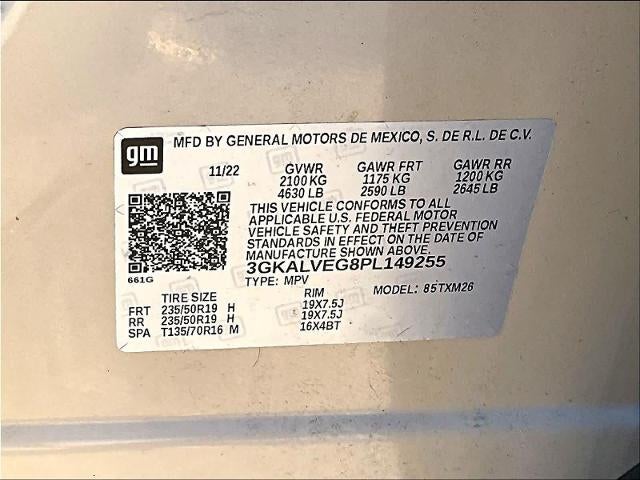 gm MFD BY GENERAL MOTORS DE MEXICO, S. DE R.L. DE C.V.
11/22 GVWR GAWR FRT GAWR RR
2100 KG 1175 KG 1200 KG
4630 LB 2590 LB 2645 LB
THIS VEHICLE CONFORMS TO ALL
APPLICABLE U.S. FEDERAL MOTOR
VEHICLE SAFETY AND THEFT PREVENTION
STANDARDS IN EFFECT ON THE DATE OF
MANUFACTURE SHOWN ABOVE.
3GKALVEG8PL149255
661G
TYPE: MPV MODEL: 85TXM26
TIRE SIZE RIM
FRT 235/50R19 H 19X7.5J
RR 235/50R19 H 19X7.5J
SPA T135/70R16 M 16X4BT